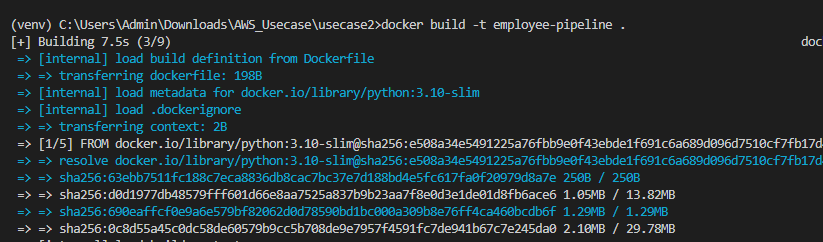 (venv) C:\Users\Admin\Downloads\AWS_Usecase\usecase2>docker build -t employee-pipeline .
[+] Building 7.5s (3/9) doc
=> [internal] load build definition from Dockerfile
=> => transferring dockerfile: 198B
=> [internal] load metadata for docker.io/library/python:3.10-slim
=> [internal] load .dockerignore
=> => transferring context: 2B
=> [1/5] FROM docker.io/library/python:3.10-slim@sha256:e508a34e5491225a76fbb9e0f43ebde1f691c6a689d096d7510cf7fb17d
=> => resolve docker.io/library/python:3.10-slim@sha256:e508a34e5491225a76fbb9e0f43ebde1f691c6a689d096d7510cf7fb17d
=> => sha256:63ebb7511fc188c7eca8836db8cac7bc37e7d188bd4e5fc617fa0f20979d8a7e 250B / 250B
=> => sha256:d0d1977db48579fff601d66e8aa7525a837b9b23aa7f8e0d3e1de01d8fb6ace6 1.05MB / 13.82MB
=> => sha256:690eaffcf0e9a6e579bf82062d0d78590bd1bc000a309b8e76ff4ca460bcdb6f 1.29MB / 1.29MB
=> => sha256:0c8d55a45c0dc58de60579b9cc5b708de9e7957f4591fc7de941b67c7e245da0 2.10MB / 29.78MB